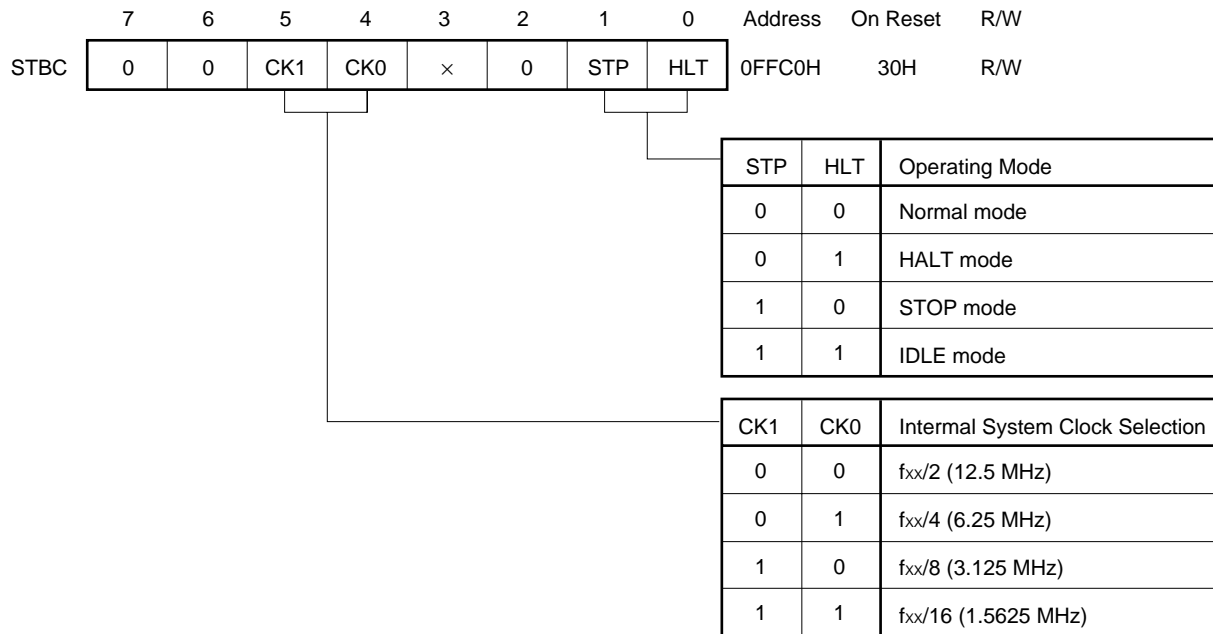 7 6 5 4 3 2 1 0 Address On Reset R/W
STBC 0 0 CK1 CK0 × 0 STP HLT 0FFC0H 30H R/W
STP HLT Operating Mode
0 0 Normal mode
0 1 HALT mode
1 0 STOP mode
1 1 IDLE mode
CK1 CK0 Intermal System Clock Selection
0 0 fxx/2 (12.5 MHz)
0 1 fxx/4 (6.25 MHz)
1 0 fxx/8 (3.125 MHz)
1 1 fxx/16 (1.5625 MHz)